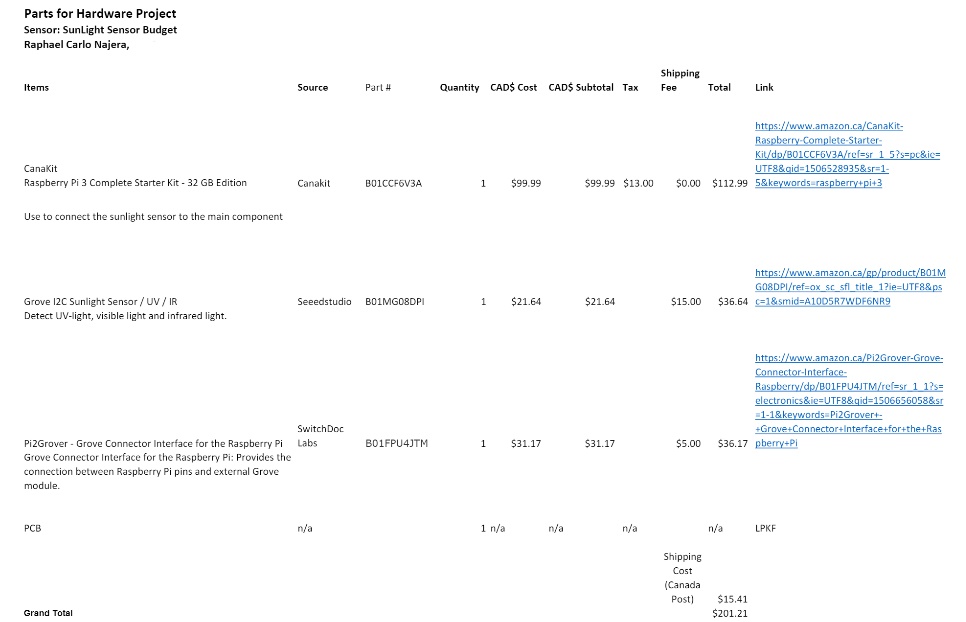 Parts for Hardware Project
Sensor: SunLight Sensor Budget
Raphael Carlo Najera,
Items Source Part # Quantity CAD$ Cost CAD$ Subtotal Tax Shipping Fee Total Link
CanaKit
Raspberry Pi 3 Complete Starter Kit - 32 GB Edition Canakit B01CCF6V3A 1 $99.99 $99.99 $13.00 $0.00 $112.99
https://www.amazon.ca/CanaKit-
Raspberry-Complete-Starter-
Kit/dp/B01CCF6V3A/ref=sr_1_5?s=pc&ie=
UTF8&qid=1506528935&sr=1-
5&keywords=raspberry+pi+3
Use to connect the sunlight sensor to the main component
Grove I2C Sunlight Sensor / UV / IR Seeedstudio B01MG08DPI 1 $21.64 $21.64 $15.00 $36.64
https://www.amazon.ca/gp/product/B01M
G08DPI/ref=ox_sc_sfl_title_1?ie=UTF8&ps
c=1&smid=A10D5R7WDF6NR9
Detect UV-light, visible light and infrared light.
Pi2Grover - Grove Connector Interface for the Raspberry Pi SwitchDoc Labs B01FPU4JTM 1 $31.17 $31.17 $5.00 $36.17
https://www.amazon.ca/Pi2Grover-Grove-
Connector-Interface-
Raspberry/dp/B01FPU4JTM/ref=sr_1_1?s=
electronics&ie=UTF8&qid=1506656058&sr
=1-1&keywords=Pi2Grover+-
+Grove+Connector+Interface+for+the+Ras
pberry+Pi
Grove Connector Interface for the Raspberry Pi: Provides the
connection between Raspberry Pi pins and external Grove
module.
PCB n/a 1 n/a n/a n/a n/a LPKF
Shipping
Cost
(Canada
Post) $15.41
Grand Total $201.21